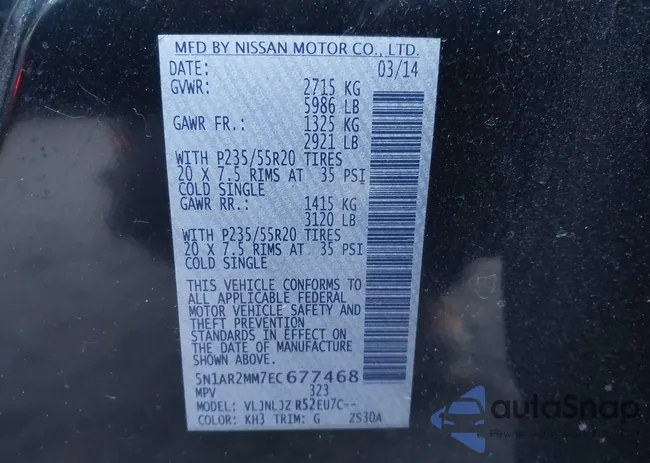 MFD BY NISSAN MOTOR CO., LTD.
DATE: 03/14
GVWR: 2715 KG
5986 LB
GAWR FR.: 1325 KG
2921 LB
WITH P235/55R20 TIRES
20 X 7.5 RIMS AT 35 PSI
COLD SINGLE
GAWR RR.: 1415 KG
3120 LB
WITH P235/55R20 TIRES
20 X 7.5 RIMS AT 35 PSI
COLD SINGLE
THIS VEHICLE CONFORMS TO
ALL APPLICABLE FEDERAL
MOTOR VEHICLE SAFETY AND
THEFT PREVENTION
STANDARDS IN EFFECT ON
THE DATE OF MANUFACTURE
SHOWN ABOVE.
5N1AR2MM7EC677468
MPV 323
MODEL: VLJNLJZ R52EU7C--
COLOR: KH3 TRIM: G ZS30A
autoSnap